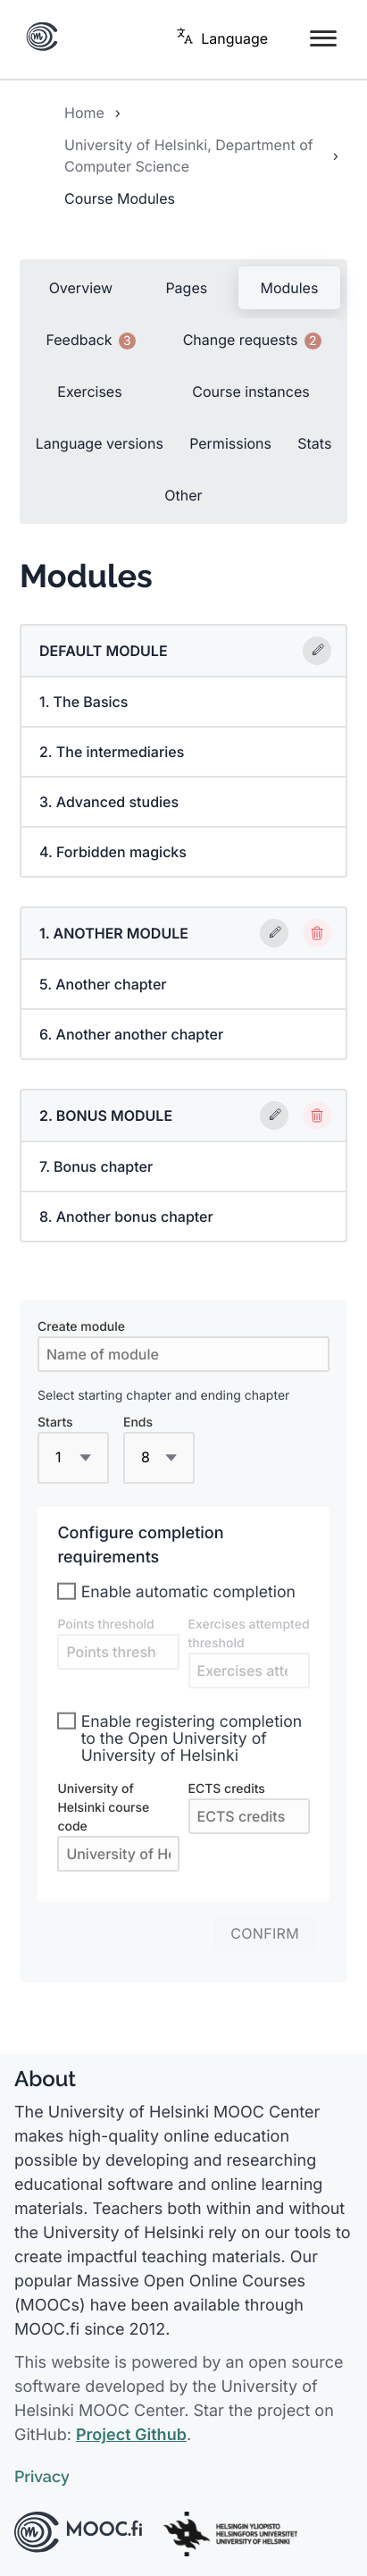 Language
Home ›
University of Helsinki, Department of
Computer Science ›
Course Modules
Overview Pages Modules
Feedback 3 Change requests 2
Exercises Course instances
Language versions Permissions Stats
Other
Modules
DEFAULT MODULE
1. The Basics
2. The intermediaries
3. Advanced studies
4. Forbidden magicks
1. ANOTHER MODULE
5. Another chapter
6. Another another chapter
2. BONUS MODULE
7. Bonus chapter
8. Another bonus chapter
Create module
Name of module
Select starting chapter and ending chapter
Starts Ends
1 8
Configure completion
requirements
Enable automatic completion
Points threshold
Points thresh
Exercises attempted
threshold
Exercises atte
Enable registering completion
to the Open University of
University of Helsinki
University of
Helsinki course
code
University of He
ECTS credits
ECTS credits
CONFIRM
About
The University of Helsinki MOOC Center
makes high-quality online education
possible by developing and researching
educational software and online learning
materials. Teachers both within and without
the University of Helsinki rely on our tools to
create impactful teaching materials. Our
popular Massive Open Online Courses
(MOOCs) have been available through
MOOC.fi since 2012.
This website is powered by an open source
software developed by the University of
Helsinki MOOC Center. Star the project on
GitHub: Project Github.
Privacy
MOOC.fi
HELSINGIN YLIOPISTO
HELSINGFORS UNIVERSITET
UNIVERSITY OF HELSINKI